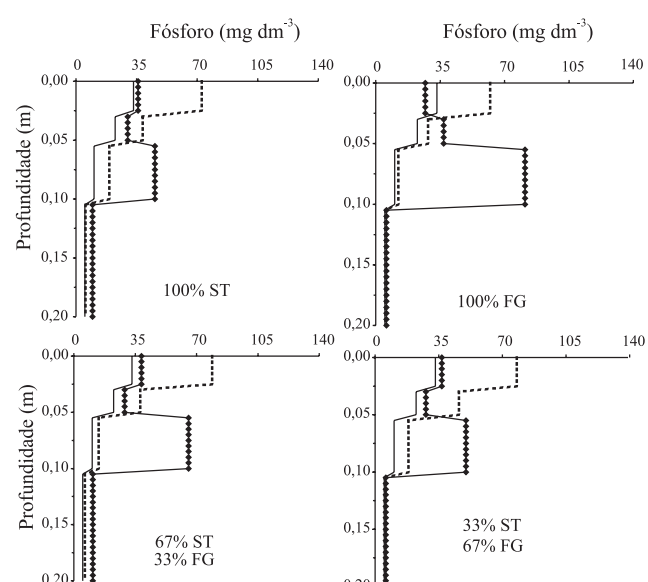 Fósforo (mg dm-3) Fósforo (mg dm-3)
0 35 70 105 140 0 35 70 105 140
0,00 0,00
0,05 0,05
0,10 0,10
0,15 0,15
0,20 0,20
Profundidade (m)
100% ST 100% FG
0 35 70 105 140 0 35 70 105 140
0,00 0,00
0,05 0,05
0,10 0,10
0,15 0,15
0,20 0,20
Profundidade (m)
67% ST
33% FG
33% ST
67% FG